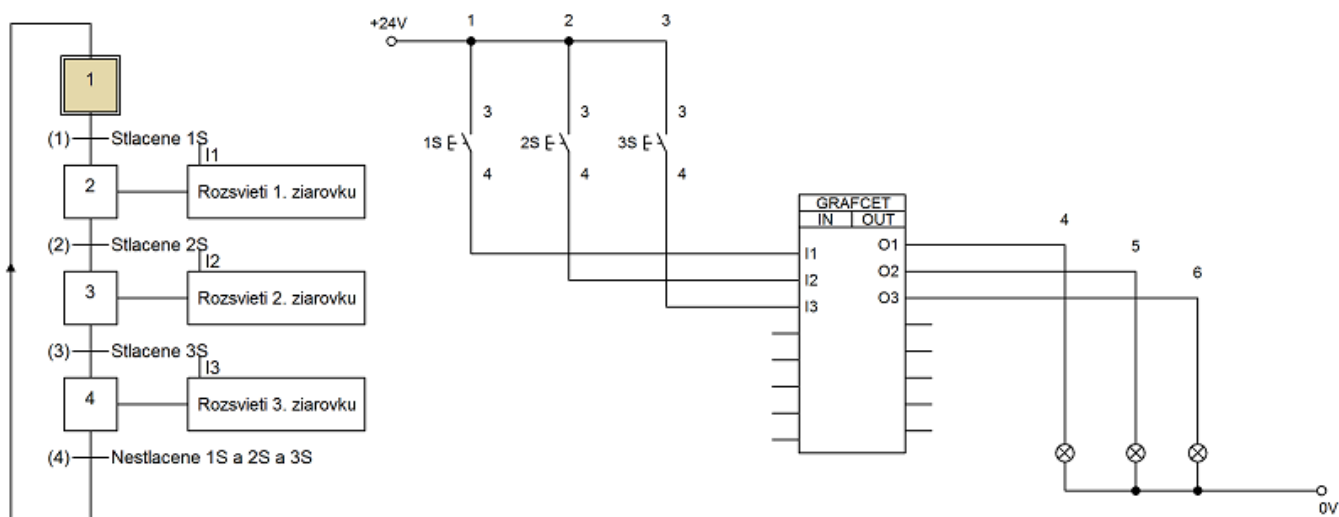 1
(1) Stlacene 1S
I1
2 Rozsvieti 1. ziarovku
(2) Stlacene 2S
I2
3 Rozsvieti 2. ziarovku
(3) Stlacene 3S
I3
4 Rozsvieti 3. ziarovku
(4) Nestlacene 1S a 2S a 3S
+24V 1 2 3
3 3 3
1S 2S 3S
4 4 4
GRAFCET
IN OUT
I1 O1
I2 O2
I3 O3
4
5
6
0V